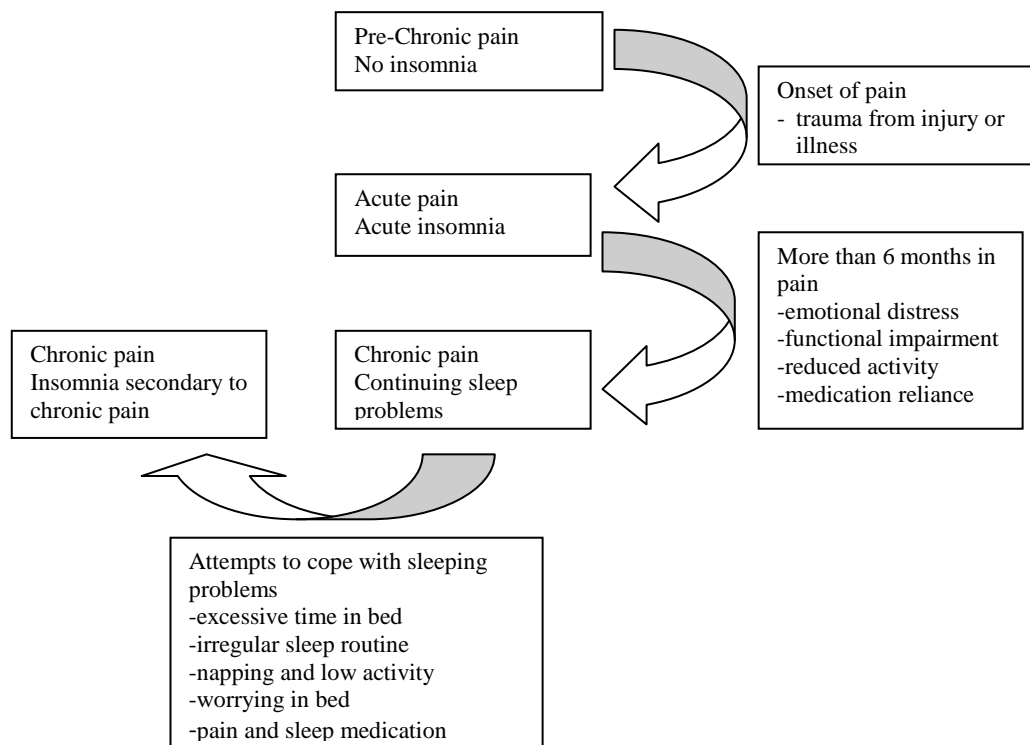 Pre-Chronic pain
No insomnia
Onset of pain
- trauma from injury or
illness
Acute pain
Acute insomnia
More than 6 months in
pain
-emotional distress
-functional impairment
-reduced activity
-medication reliance
Chronic pain
Continuing sleep
problems
Chronic pain
Insomnia secondary to
chronic pain
Attempts to cope with sleeping
problems
-excessive time in bed
-irregular sleep routine
-napping and low activity
-worrying in bed
-pain and sleep medication